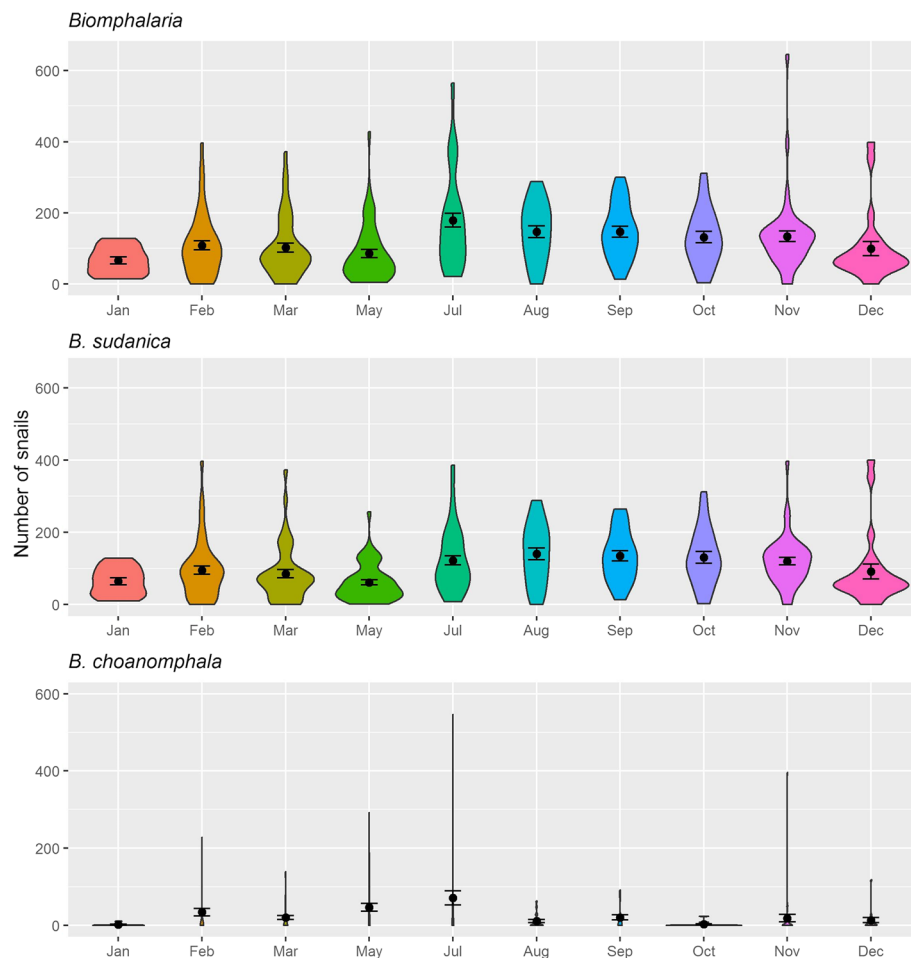 Biomphalaria
600
400
200
0
Jan Feb Mar May Jul Aug Sep Oct Nov Dec
B. sudanica
Number of snails
600
400
200
0
Jan Feb Mar May Jul Aug Sep Oct Nov Dec
B. choanomphala
600
400
200
0
Jan Feb Mar May Jul Aug Sep Oct Nov Dec